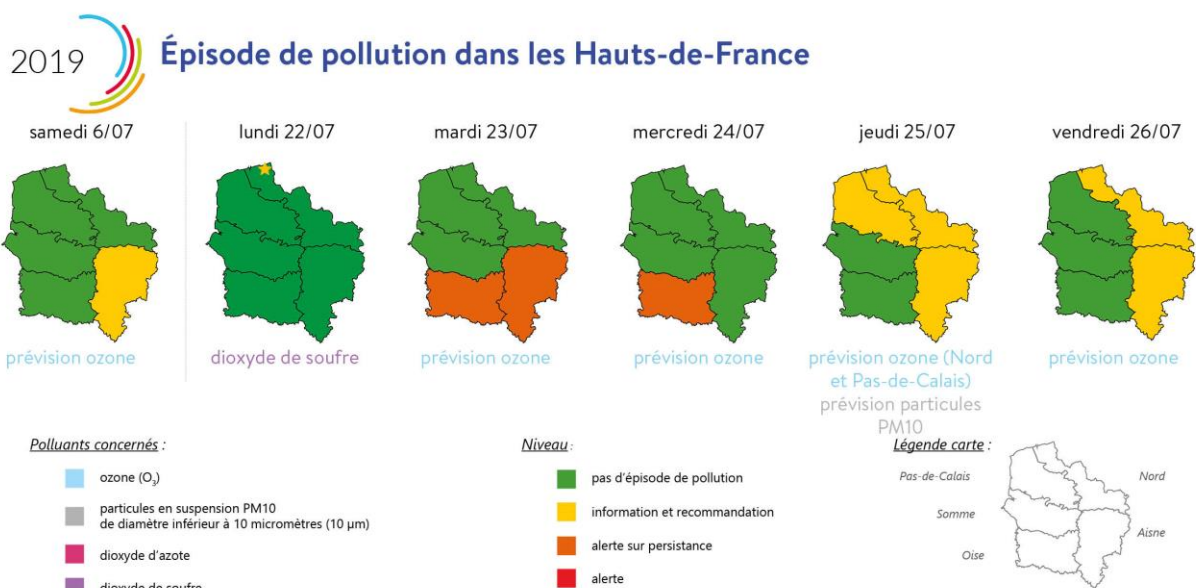 2019
Épisode de pollution dans les Hauts-de-France
samedi 6/07
lundi 22/07
mardi 23/07
mercredi 24/07
jeudi 25/07
vendredi 26/07
prévision ozone
dioxyde de soufre
prévision ozone
prévision ozone
prévision ozone (Nord
et Pas-de-Calais)
prévision particules
PM10
prévision ozone
Polluants concernés :
ozone (O₃)
particules en suspension PM10
de diamètre inférieur à 10 micromètres (10 µm)
dioxyde d'azote
dioxyde de soufre
Niveau :
pas d'épisode de pollution
information et recommandation
alerte sur persistance
alerte
Légende carte :
Pas-de-Calais
Nord
Somme
Aisne
Oise